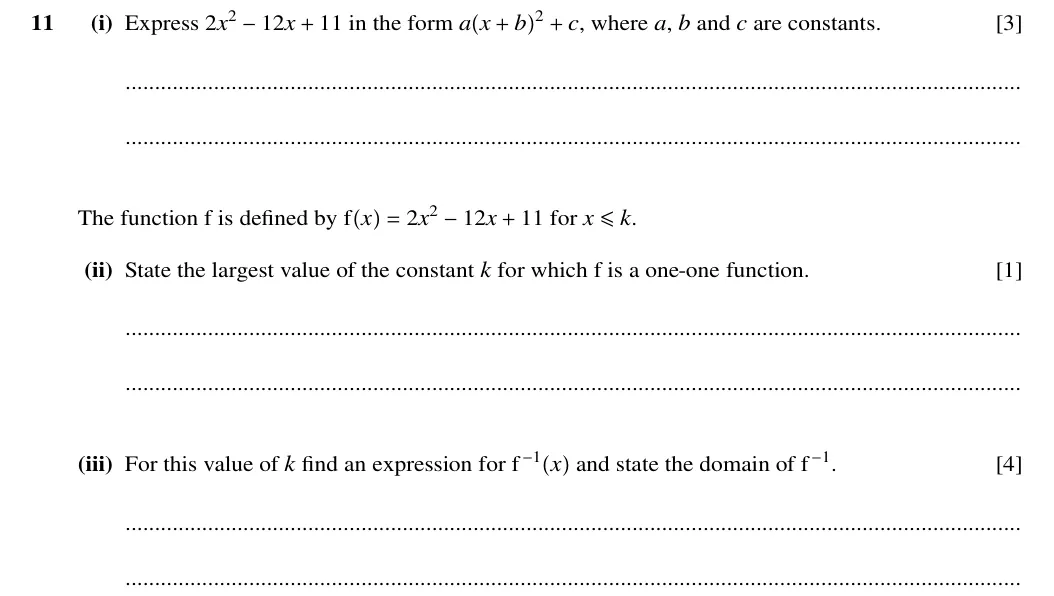 11 (i) Express 2x² − 12x + 11 in the form a(x + b)² + c, where a, b and c are constants. [3]
................................................................................
................................................................................
The function f is defined by f(x) = 2x² − 12x + 11 for x ⩽ k.
(ii) State the largest value of the constant k for which f is a one-one function. [1]
................................................................................
................................................................................
(iii) For this value of k find an expression for f⁻¹(x) and state the domain of f⁻¹. [4]
................................................................................
................................................................................